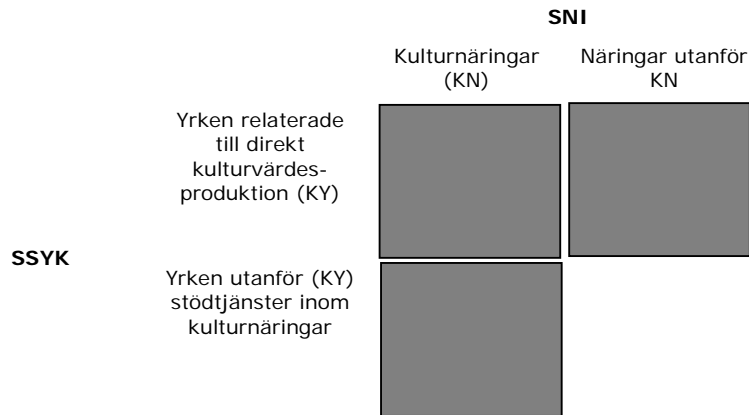 SNI
Kulturnäringar
(KN)
Näringar utanför
KN
Yrken relaterade
till direkt
kulturvärdes-
produktion (KY)
SSYK
Yrken utanför (KY)
stödtjänster inom
kulturnäringar